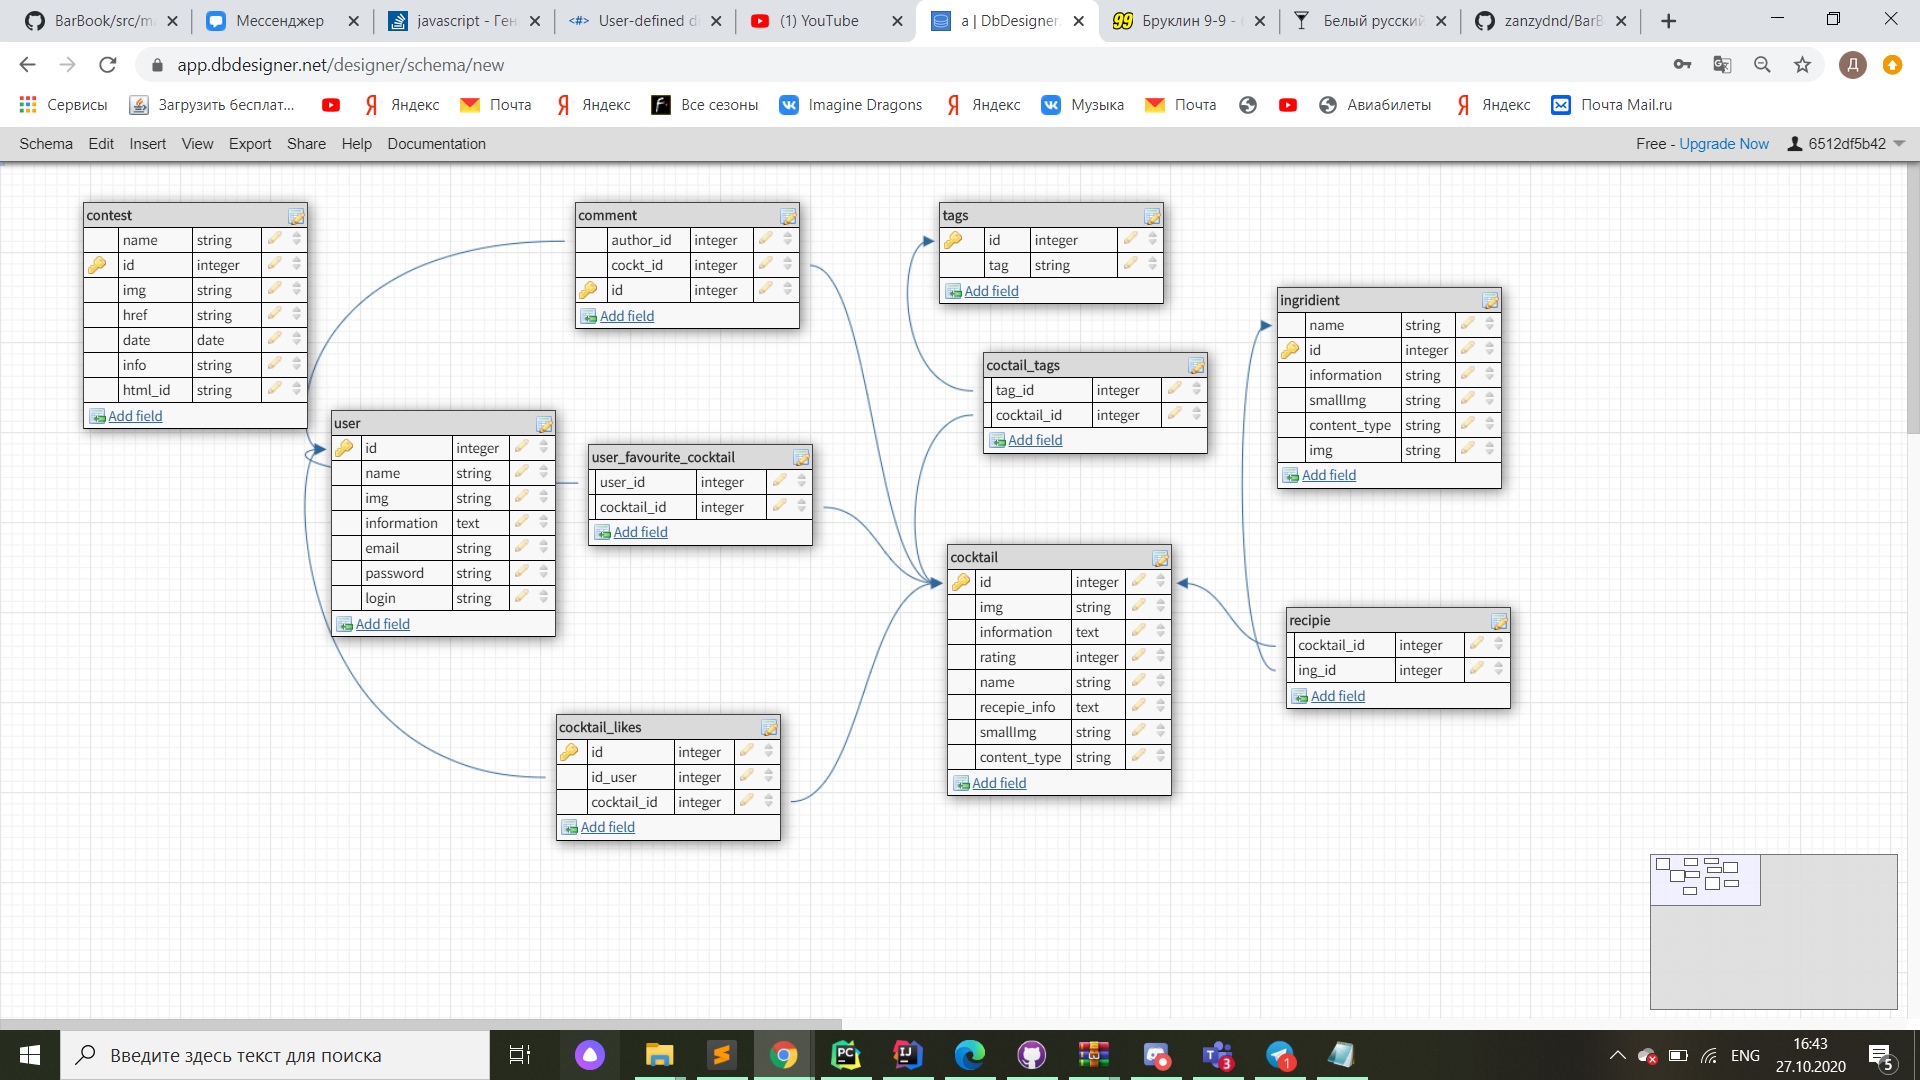 BarBook/src/ma
Мессенджер
javascript - Ген
<#> User-defined d
(1) YouTube
a | DbDesigner.
99 Бруклин 9-9 -
Белый русский
zanzydnd/BarB
app.dbdesigner.net/designer/schema/new
Д
Сервисы
Загрузить бесплат...
Яндекс
Почта
Яндекс
Все сезоны
Imagine Dragons
Яндекс
Музыка
Почта
Авиабилеты
Яндекс
Почта Mail.ru
Schema Edit Insert View Export Share Help Documentation
Free - Upgrade Now 6512df5b42
contest
name string
id integer
img string
href string
date date
info string
html_id string
Add field
comment
author_id integer
cockt_id integer
id integer
Add field
tags
id integer
tag string
Add field
ingridient
name string
id integer
information string
smallImg string
content_type string
img string
Add field
coctail_tags
tag_id integer
cocktail_id integer
Add field
user
id integer
name string
img string
information text
email string
password string
login string
Add field
user_favourite_cocktail
user_id integer
cocktail_id integer
Add field
cocktail
id integer
img string
information text
rating integer
name string
recepie_info text
smallImg string
content_type string
Add field
recipie
cocktail_id integer
ing_id integer
Add field
cocktail_likes
id integer
id_user integer
cocktail_id integer
Add field
Введите здесь текст для поиска
PC
IJ
3
1
ENG
16:43
27.10.2020
5